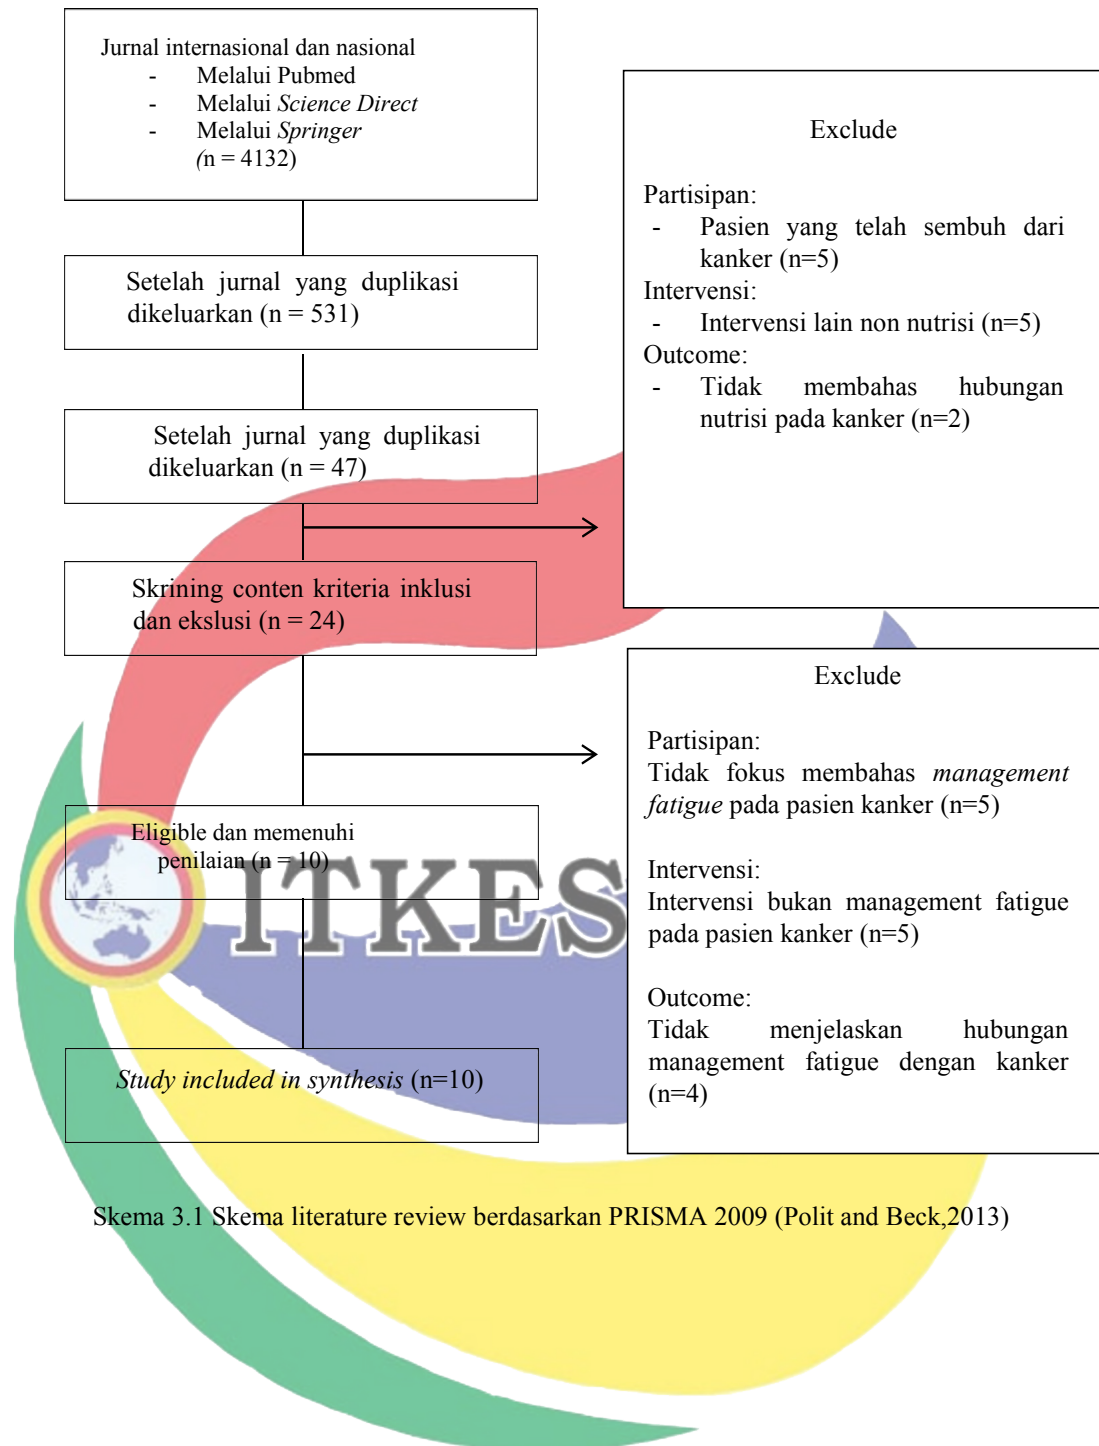 Jurnal internasional dan nasional
- Melalui Pubmed
- Melalui Science Direct
- Melalui Springer
(n = 4132)
Setelah jurnal yang duplikasi
dikeluarkan (n = 531)
Setelah jurnal yang duplikasi
dikeluarkan (n = 47)
Skrining conten kriteria inklusi
dan ekslusi (n = 24)
Eligible dan memenuhi
penilaian (n = 10)
Study included in synthesis (n=10)
Exclude
Partisipan:
- Pasien yang telah sembuh dari
kanker (n=5)
Intervensi:
- Intervensi lain non nutrisi (n=5)
Outcome:
- Tidak membahas hubungan
nutrisi pada kanker (n=2)
Exclude
Partisipan:
Tidak fokus membahas management
fatigue pada pasien kanker (n=5)
Intervensi:
Intervensi bukan management fatigue
pada pasien kanker (n=5)
Outcome:
Tidak menjelaskan hubungan
management fatigue dengan kanker
(n=4)
ITKES
Skema 3.1 Skema literature review berdasarkan PRISMA 2009 (Polit and Beck,2013)